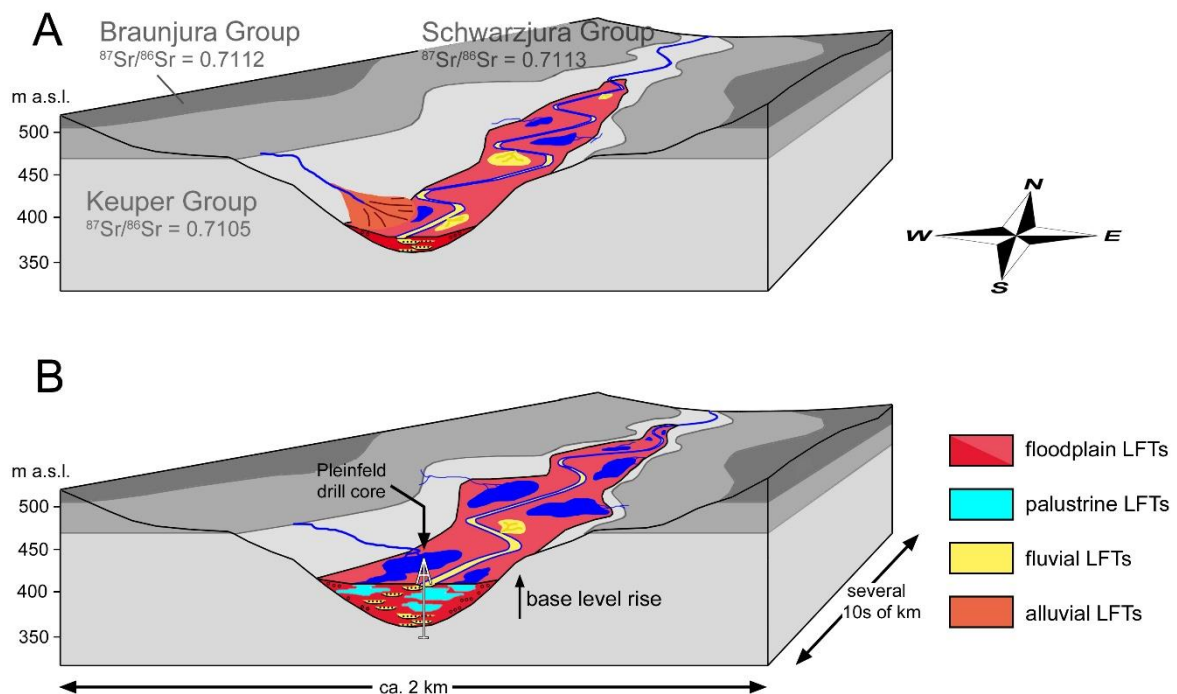 A
Braunjura Group
⁸⁷Sr/⁸⁶Sr = 0.7112
Schwarzjura Group
⁸⁷Sr/⁸⁶Sr = 0.7113
m a.s.l.
500
450
400
350
Keuper Group
⁸⁷Sr/⁸⁶Sr = 0.7105
N
W
E
S
B
m a.s.l.
500
450
400
350
Pleinfeld
drill core
base level rise
several
10s of km
ca. 2 km
floodplain LFTs
palustrine LFTs
fluvial LFTs
alluvial LFTs